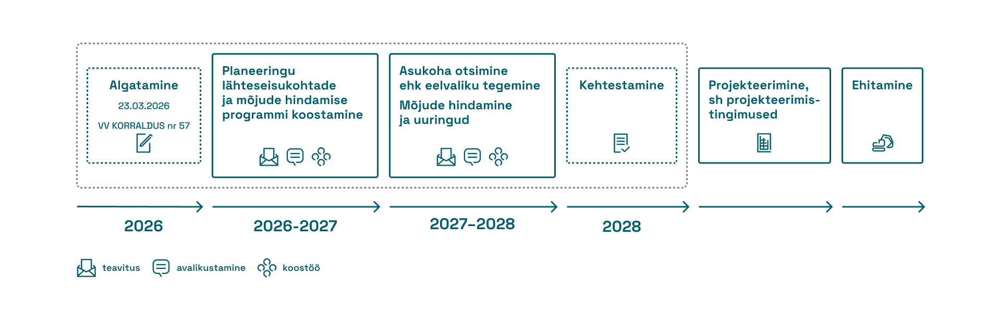 Algatamine
23.03.2026
VV KORRALDUS nr 57
Planeeringu
lähteseisukohtade
ja mõjude hindamise
programmi koostamine
Asukoha otsimine
ehk eelvaliku tegemine
Mõjude hindamine
ja uuringud
Kehtestamine
Projekteerimine,
sh projekteerimis-
tingimused
Ehitamine
2026
2026-2027
2027–2028
2028
teavitus
avalikustamine
koostöö